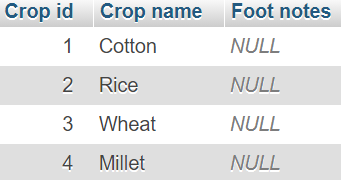 Crop id Crop name Foot notes
1 Cotton NULL
2 Rice NULL
3 Wheat NULL
4 Millet NULL